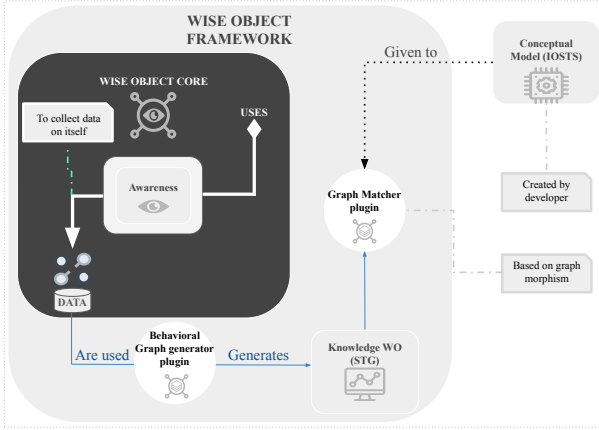 WISE OBJECT
FRAMEWORK
WISE OBJECT CORE
To collect data
on itself
USES
Awareness
DATA
Are used
Behavioral
Graph generator
plugin
Generates
Knowledge WO
(STG)
Graph Matcher
plugin
Given to
Conceptual
Model (IOSTS)
Created by
developer
Based on graph
morphism